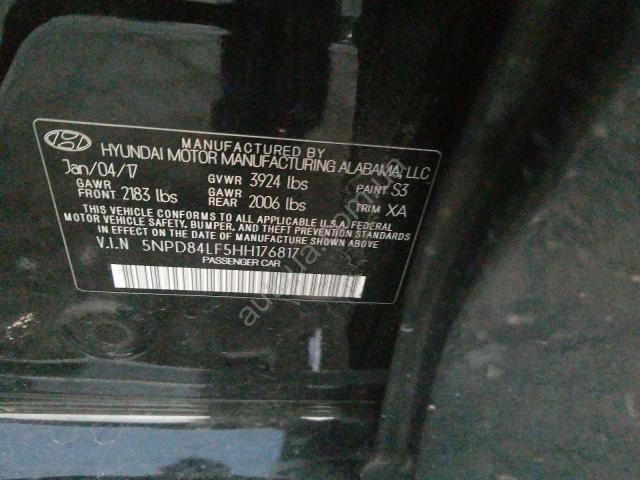 MANUFACTURED BY
HYUNDAI MOTOR MANUFACTURING ALABAMA, LLC
Jan/04/17 GVWR 3924 lbs PAINT S3
GAWR FRONT 2183 lbs GAWR REAR 2006 lbs TRIM XA
THIS VEHICLE CONFORMS TO ALL APPLICABLE U.S.A. FEDERAL
MOTOR VEHICLE SAFETY, BUMPER, AND THEFT PREVENTION STANDARDS
IN EFFECT ON THE DATE OF MANUFACTURE SHOWN ABOVE.
V.I.N 5NPD84LF5HH176817
PASSENGER CAR